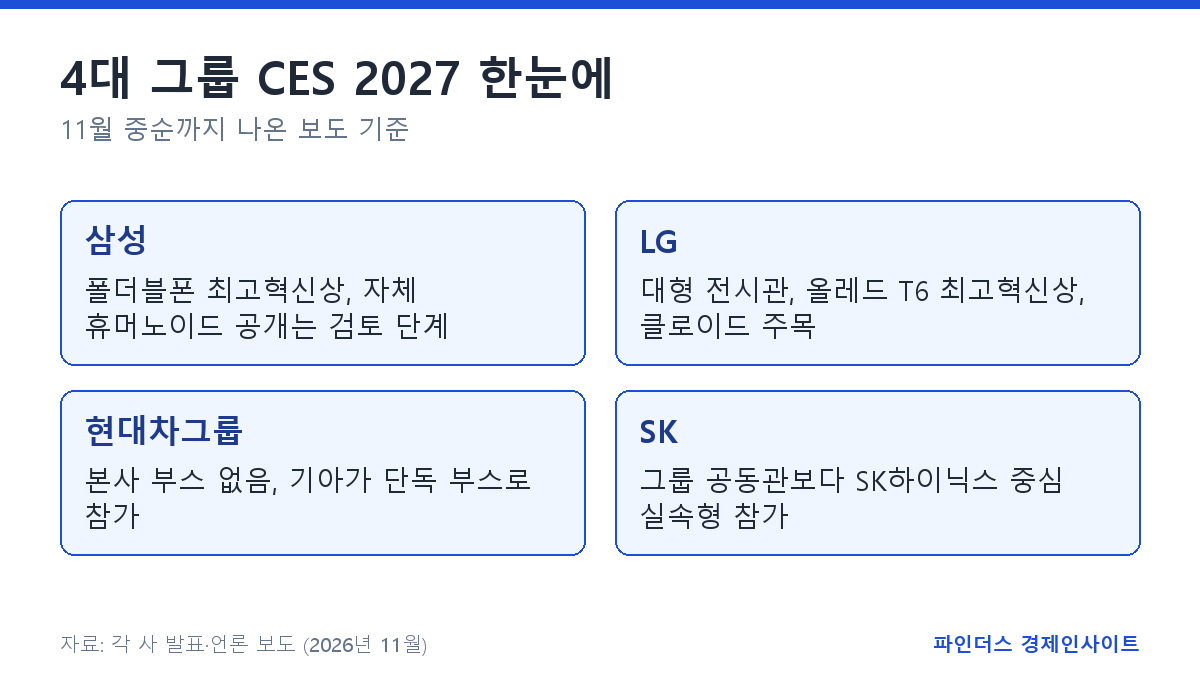 4대 그룹 CES 2027 한눈에
11월 중순까지 나온 보도 기준
삼성
폴더블폰 최고혁신상, 자체
휴머노이드 공개는 검토 단계
LG
대형 전시관, 올레드 T6 최고혁신상,
클로이드 주목
현대차그룹
본사 부스 없음, 기아가 단독 부스로
참가
SK
그룹 공동관보다 SK하이닉스 중심
실속형 참가
자료: 각 사 발표·언론 보도 (2026년 11월)
파인더스 경제인사이트